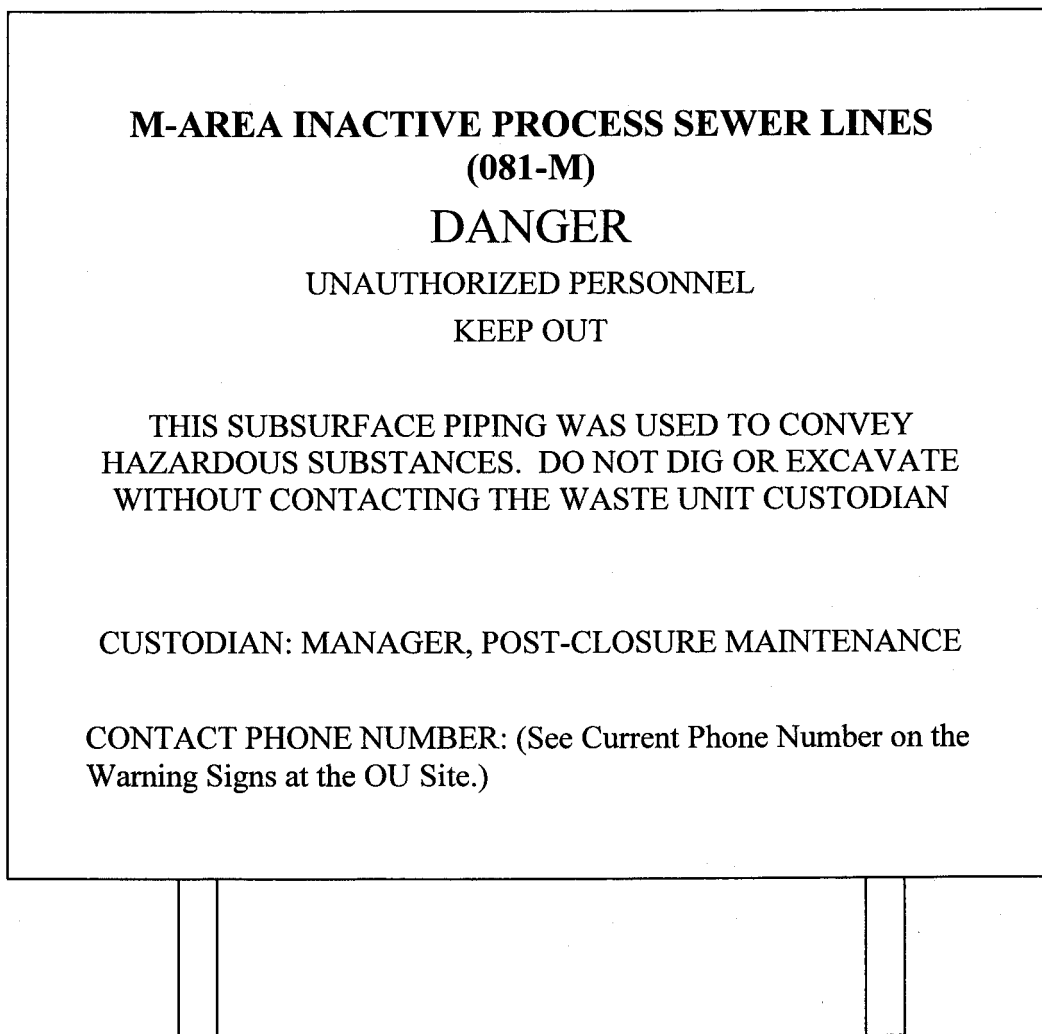 M-AREA INACTIVE PROCESS SEWER LINES
(081-M)
DANGER
UNAUTHORIZED PERSONNEL
KEEP OUT
THIS SUBSURFACE PIPING WAS USED TO CONVEY
HAZARDOUS SUBSTANCES. DO NOT DIG OR EXCAVATE
WITHOUT CONTACTING THE WASTE UNIT CUSTODIAN
CUSTODIAN: MANAGER, POST-CLOSURE MAINTENANCE
CONTACT PHONE NUMBER: (See Current Phone Number on the
Warning Signs at the OU Site.)